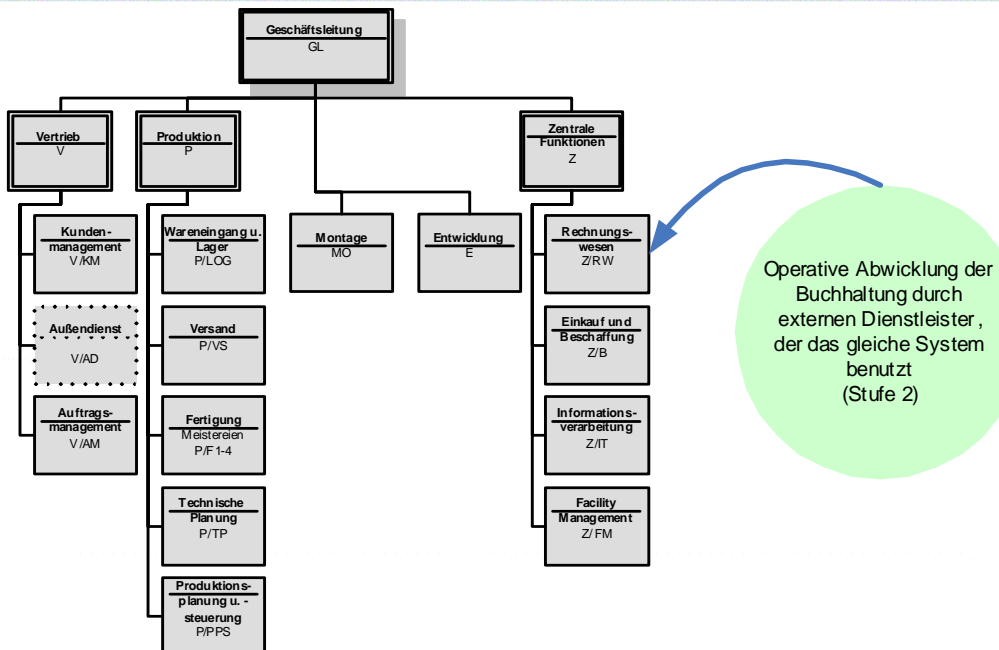 Geschäftsleitung
GL
Vertrieb
V
Produktion
P
Zentrale
Funktionen
Z
Kunden-
management
V/KM
Wareneingang u.
Lager
P/LOG
Montage
MO
Entwicklung
E
Rechnungs-
wesen
Z/RW
Außendienst
V/AD
Versand
P/VS
Einkauf und
Beschaffung
Z/B
Auftrags-
management
V/AM
Fertigung
Meistereien
P/F1-4
Informations-
verarbeitung
Z/IT
Technische
Planung
P/TP
Facility
Management
Z/FM
Produktions-
planung u. -
steuerung
P/PPS
Operative Abwicklung der
Buchhaltung durch
externen Dienstleister,
der das gleiche System
benutzt
(Stufe 2)